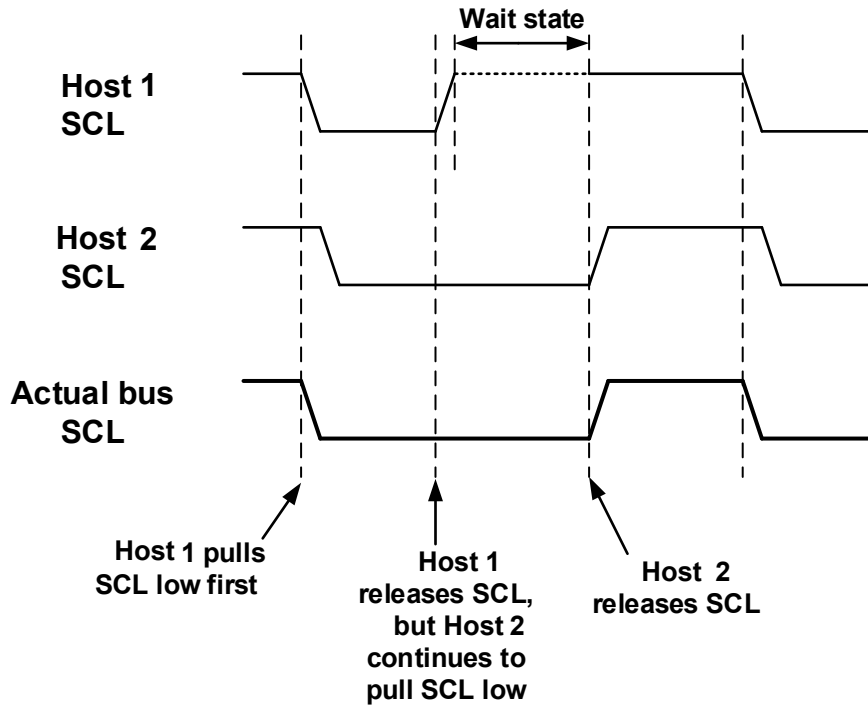 Wait state
Host 1
SCL
Host 2
SCL
Actual bus
SCL
Host 1 pulls
SCL low first
Host 1
releases SCL,
but Host 2
continues to
pull SCL low
Host 2
releases SCL